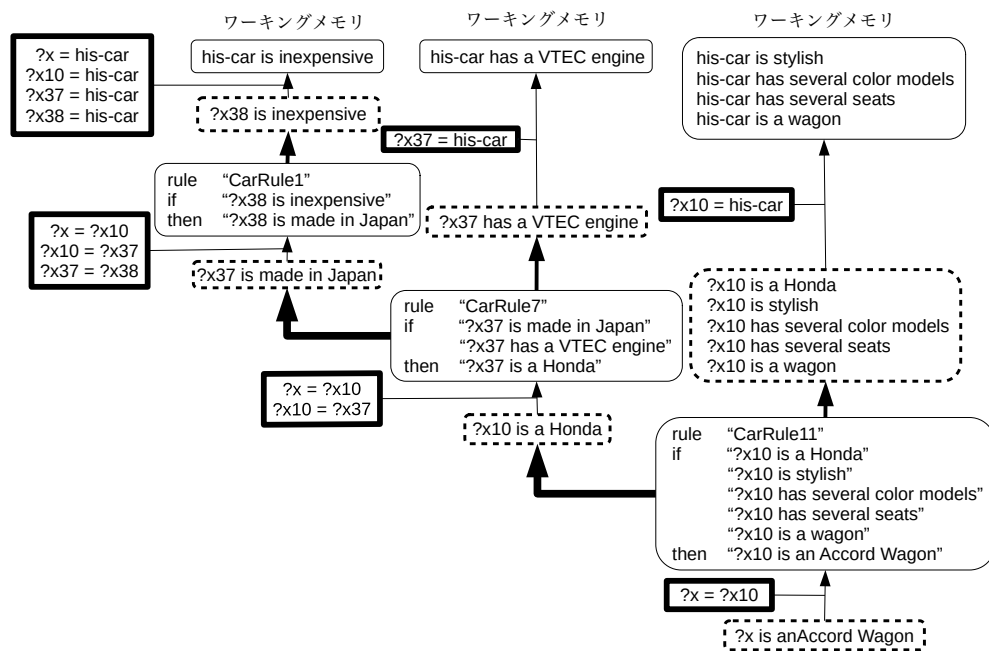 ワーキングメモリ
ワーキングメモリ
ワーキングメモリ
?x = his-car
?x10 = his-car
?x37 = his-car
?x38 = his-car
his-car is inexpensive
his-car has a VTEC engine
his-car is stylish
his-car has several color models
his-car has several seats
his-car is a wagon
?x38 is inexpensive
?x37 = his-car
rule “CarRule1”
if “?x38 is inexpensive”
then “?x38 is made in Japan”
?x10 = his-car
?x = ?x10
?x10 = ?x37
?x37 = ?x38
?x37 has a VTEC engine
?x37 is made in Japan
?x10 is a Honda
?x10 is stylish
?x10 has several color models
?x10 has several seats
?x10 is a wagon
rule “CarRule7”
if “?x37 is made in Japan”
“?x37 has a VTEC engine”
then “?x37 is a Honda”
?x = ?x10
?x10 = ?x37
?x10 is a Honda
rule “CarRule11”
if “?x10 is a Honda”
“?x10 is stylish”
“?x10 has several color models”
“?x10 has several seats”
“?x10 is a wagon”
then “?x10 is an Accord Wagon”
?x = ?x10
?x is anAccord Wagon